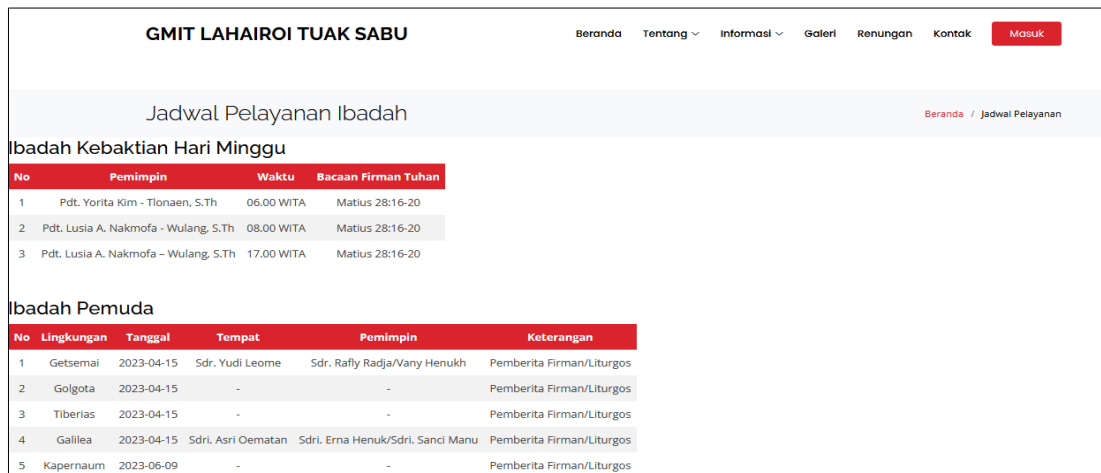 GMIT LAHAIROI TUAK SABU Beranda Tentang Informasi Galeri Renungan Kontak Masuk
Jadwal Pelayanan Ibadah Beranda / Jadwal Pelayanan
Ibadah Kebaktian Hari Minggu
No Pemimpin Waktu Bacaan Firman Tuhan
1 Pdt. Yorita Kim - Tlonaen, S.Th 06.00 WITA Matius 28:16-20
2 Pdt. Lusia A. Nakmofa - Wulang, S.Th 08.00 WITA Matius 28:16-20
3 Pdt. Lusia A. Nakmofa – Wulang, S.Th 17.00 WITA Matius 28:16-20
Ibadah Pemuda
No Lingkungan Tanggal Tempat Pemimpin Keterangan
1 Getsemai 2023-04-15 Sdr. Yudi Leome Sdr. Rafly Radja/Vany Henukh Pemberita Firman/Liturgos
2 Golgota 2023-04-15 - - Pemberita Firman/Liturgos
3 Tiberias 2023-04-15 - - Pemberita Firman/Liturgos
4 Galilea 2023-04-15 Sdri. Asri Oematan Sdri. Erna Henuk/Sdri. Sanci Manu Pemberita Firman/Liturgos
5 Kapernaum 2023-06-09 - - Pemberita Firman/Liturgos